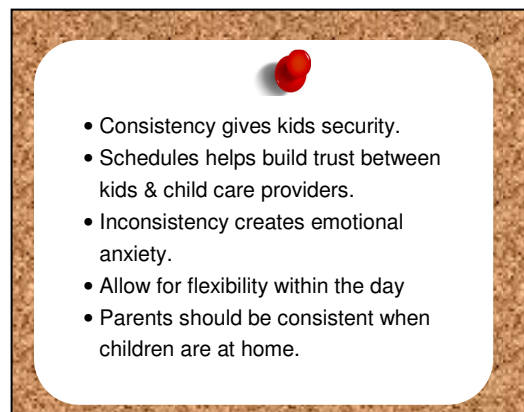 • Consistency gives kids security.
• Schedules helps build trust between
kids & child care providers.
• Inconsistency creates emotional
anxiety.
• Allow for flexibility within the day
• Parents should be consistent when
children are at home.